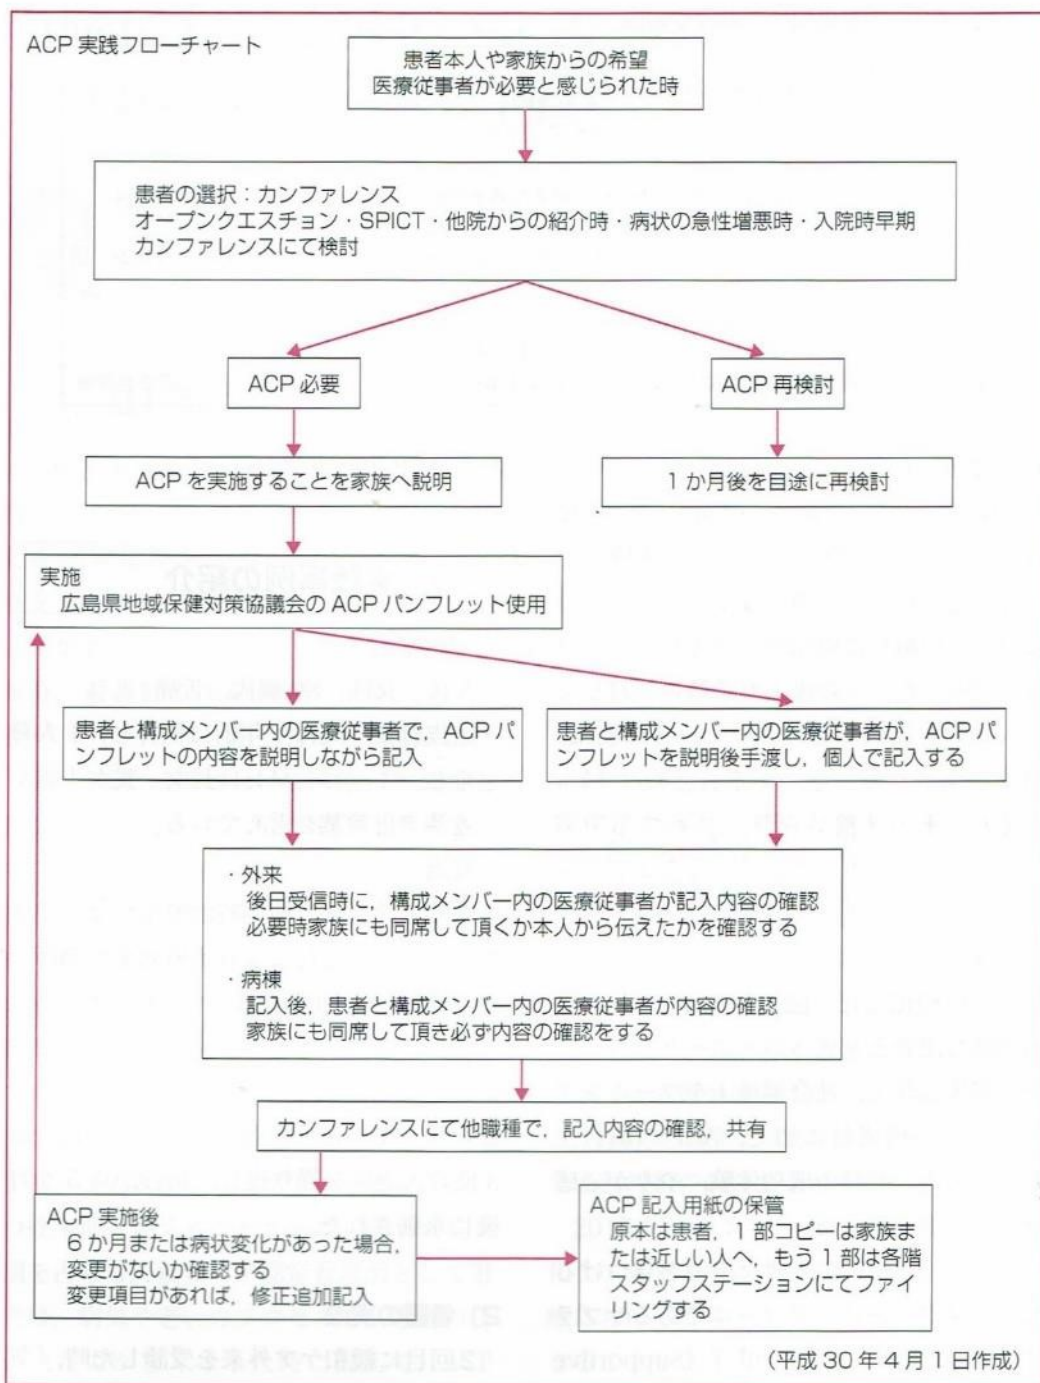 ACP 実践フローチャート
患者本人や家族からの希望
医療従事者が必要と感じられた時
患者の選択：カンファレンス
オープンクエスチョン・SPICT・他院からの紹介時・病状の急性増悪時・入院時早期
カンファレンスにて検討
ACP 必要
ACP 再検討
ACP を実施することを家族へ説明
1 か月後を目途に再検討
実施
広島県地域保健対策協議会の ACP パンフレット使用
患者と構成メンバー内の医療従事者で，ACP パ
ンフレットの内容を説明しながら記入
患者と構成メンバー内の医療従事者が，ACP パ
ンフレットを説明後手渡し，個人で記入する
・外来
後日受信時に，構成メンバー内の医療従事者が記入内容の確認
必要時家族にも同席して頂くか本人から伝えたかを確認する
・病棟
記入後，患者と構成メンバー内の医療従事者が内容の確認
家族にも同席して頂き必ず内容の確認をする
カンファレンスにて他職種で，記入内容の確認，共有
ACP 実施後
6 か月または病状変化があった場合，
変更がないか確認する
変更項目があれば，修正追加記入
ACP 記入用紙の保管
原本は患者，1 部コピーは家族ま
たは近しい人へ，もう 1 部は各階
スタッフステーションにてファイ
リングする
（平成 30 年 4 月 1 日作成）